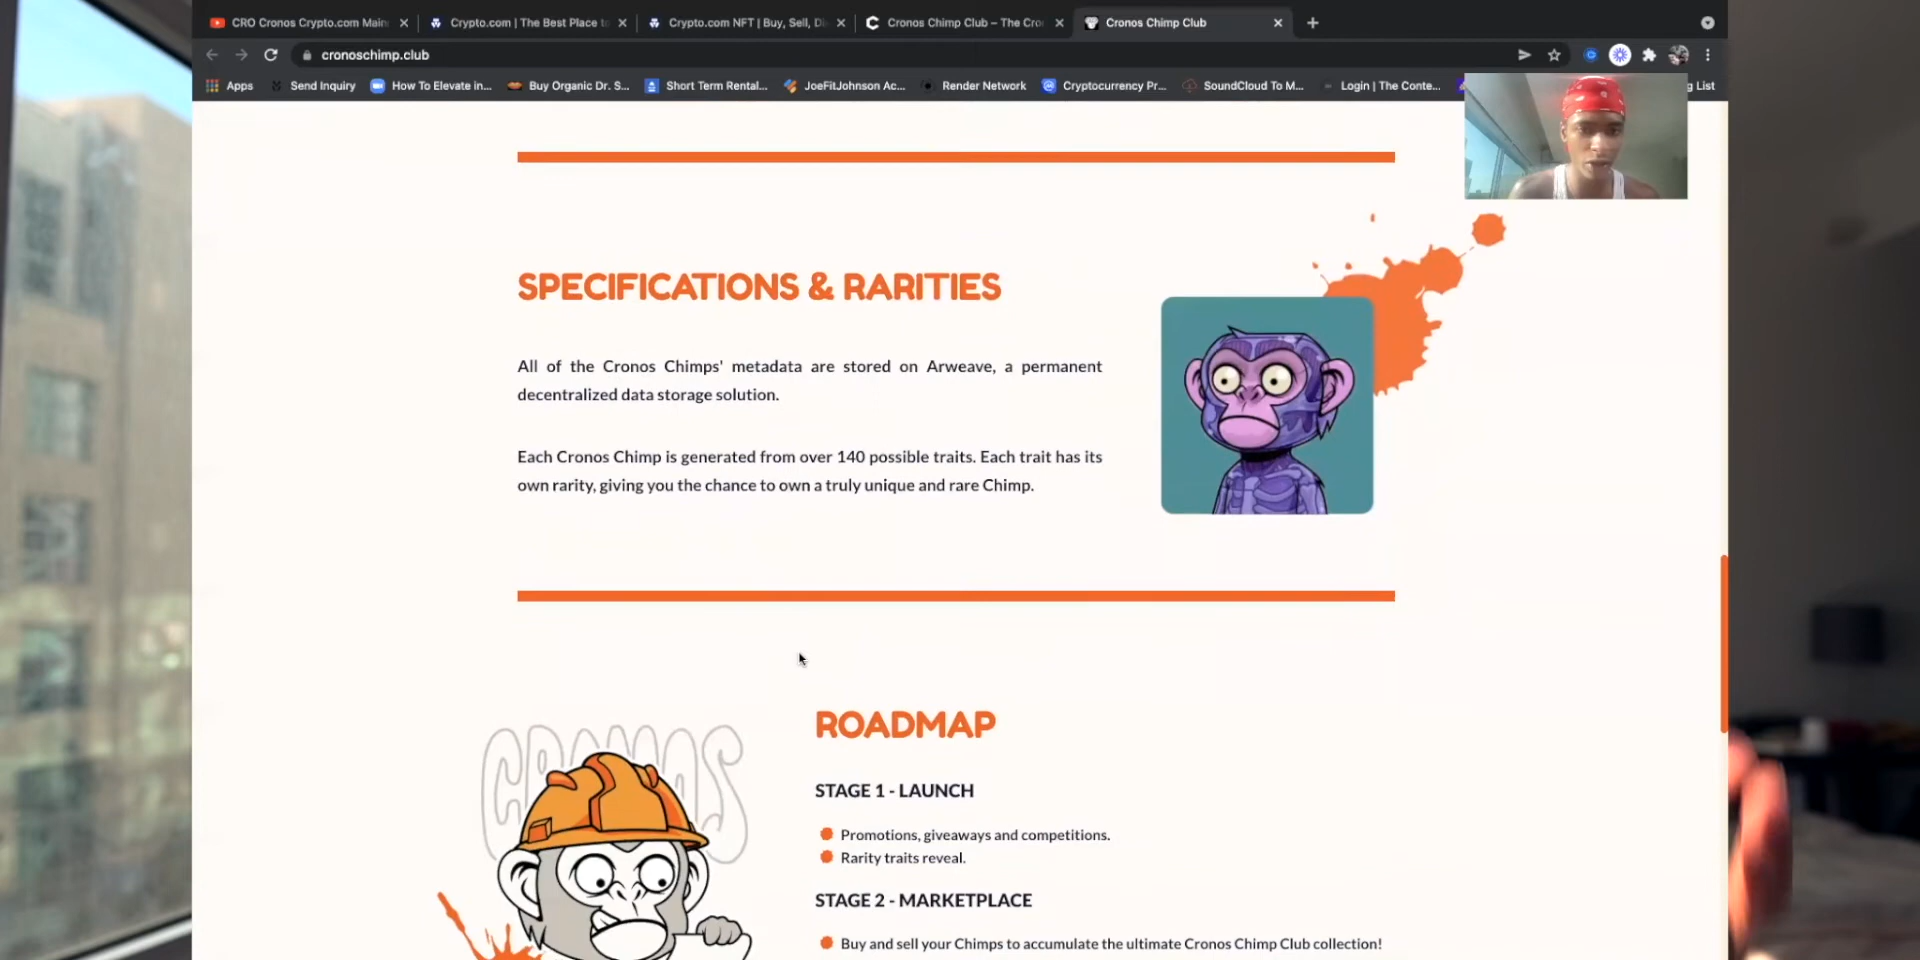 CRO Cronos Crypto.com Main
Crypto.com | The Best Place to
Crypto.com NFT | Buy, Sell, Di
Cronos Chimp Club – The Cro
Cronos Chimp Club
cronoschimp.club
Apps
Send Inquiry
How To Elevate in...
Buy Organic Dr. S...
Short Term Rental...
JoeFitJohnson Ac...
Render Network
Cryptocurrency Pr...
SoundCloud To M...
Login | The Conte...
g List
SPECIFICATIONS & RARITIES
All of the Cronos Chimps' metadata are stored on Arweave, a permanent
decentralized data storage solution.
Each Cronos Chimp is generated from over 140 possible traits. Each trait has its
own rarity, giving you the chance to own a truly unique and rare Chimp.
CRONOS
ROADMAP
STAGE 1 - LAUNCH
Promotions, giveaways and competitions.
Rarity traits reveal.
STAGE 2 - MARKETPLACE
Buy and sell your Chimps to accumulate the ultimate Cronos Chimp Club collection!